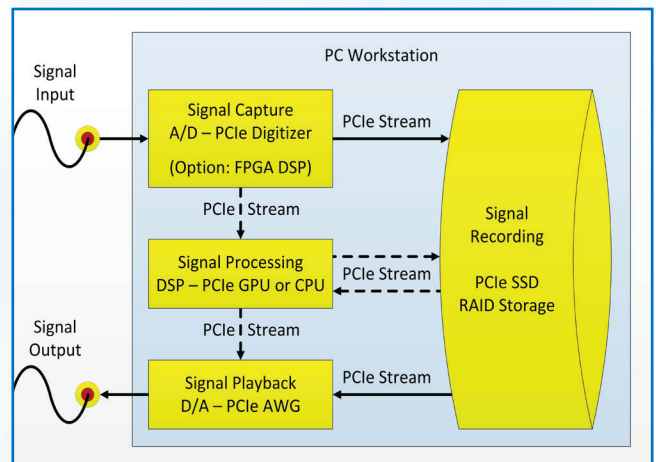 PC Workstation
Signal
Input
Signal Capture
A/D – PCIe Digitizer
(Option: FPGA DSP)
PCIe Stream
PCIe Stream
Signal Processing
DSP – PCIe GPU or CPU
PCIe Stream
Signal
Recording
PCIe SSD
RAID Storage
PCIe Stream
Signal
Output
Signal Playback
D/A – PCIe AWG
PCIe Stream